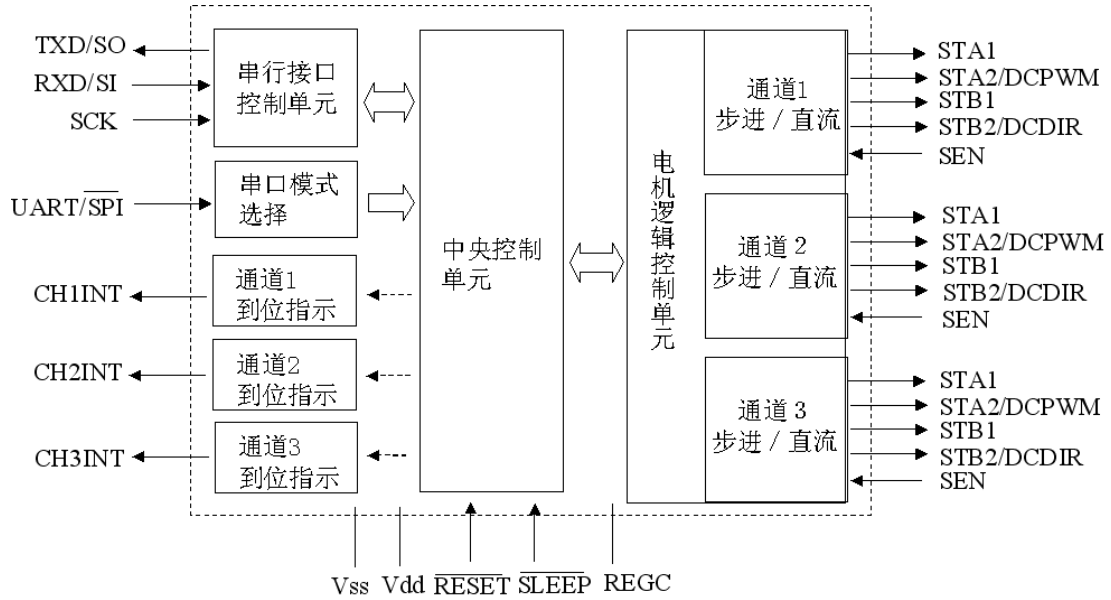 TXD/SO
RXD/SI
SCK
UART/SPI
CH1INT
CH2INT
CH3INT
串行接口
控制单元
串口模式
选择
通道1
到位指示
通道2
到位指示
通道3
到位指示
中央控制
单元
电机逻辑控制单元
通道1
步进/直流
通道2
步进/直流
通道3
步进/直流
STA1
STA2/DCPWM
STB1
STB2/DCDIR
SEN
STA1
STA2/DCPWM
STB1
STB2/DCDIR
SEN
STA1
STA2/DCPWM
STB1
STB2/DCDIR
SEN
Vss Vdd RESET SLEEP REGC